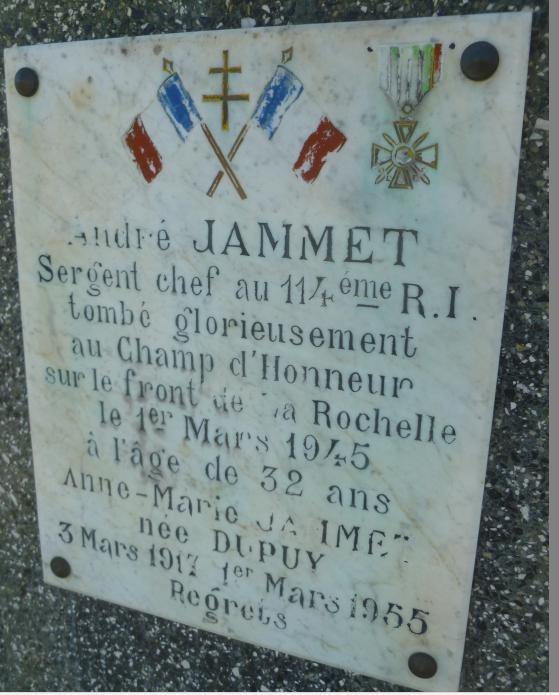 André JAMMET
Sergent chef au 114éme R.I.
tombé glorieusement
au Champ d'Honneur
sur le front de La Rochelle
le 1er Mars 1945
à l'âge de 32 ans
Anne-Marie JAMMET
née DUPUY
3 Mars 1917 1er Mars 1955
Regrets